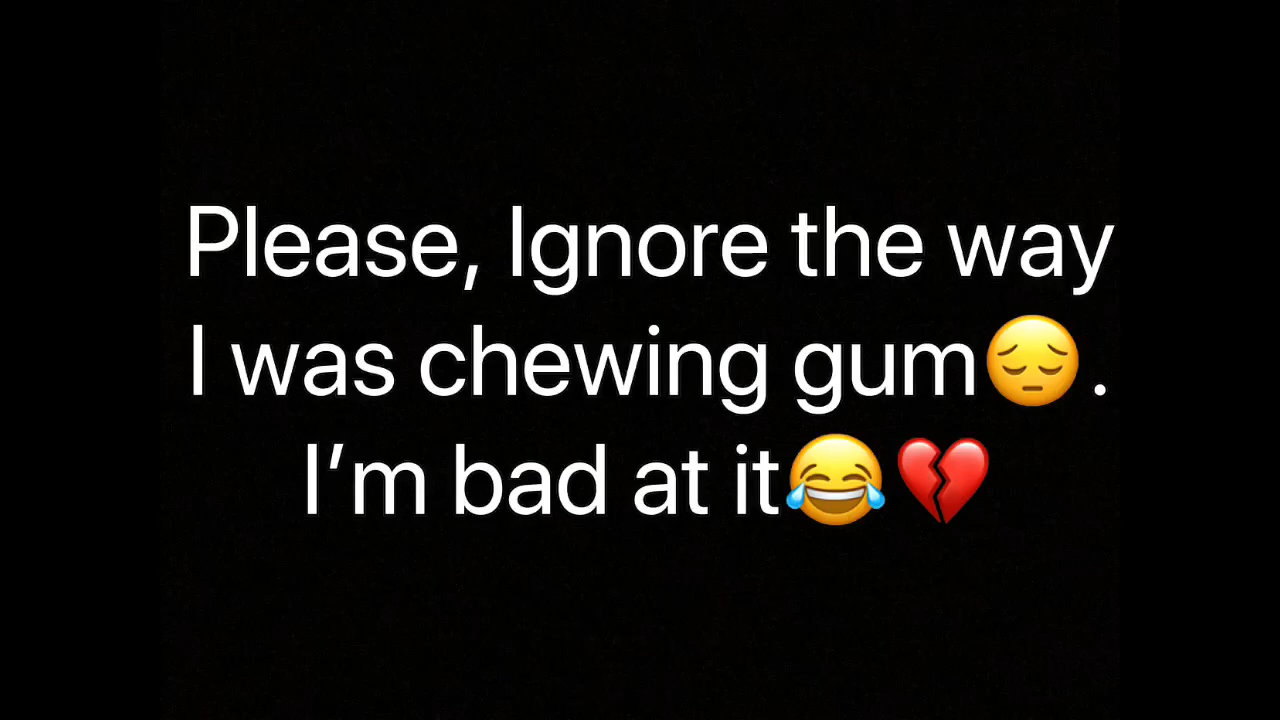 Please, Ignore the way
I was chewing gum😔.
I’m bad at it😂💔